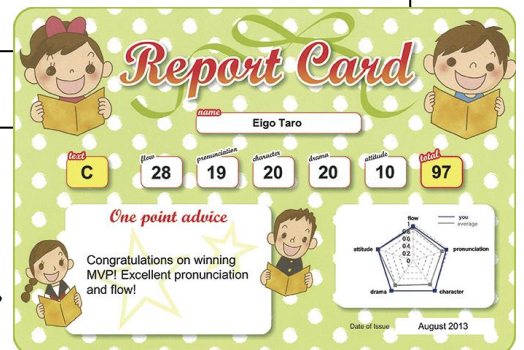 Report Card
name
Eigo Taro
text
flow
pronunciation
character
drama
attitude
total
C
28
19
20
20
10
97
One point advice
Congratulations on winning
MVP! Excellent pronunciation
and flow!
flow
you
average
1
0.8
0.6
0.4
0.2
0
attitude
pronunciation
drama
character
Date of Issue
August 2013